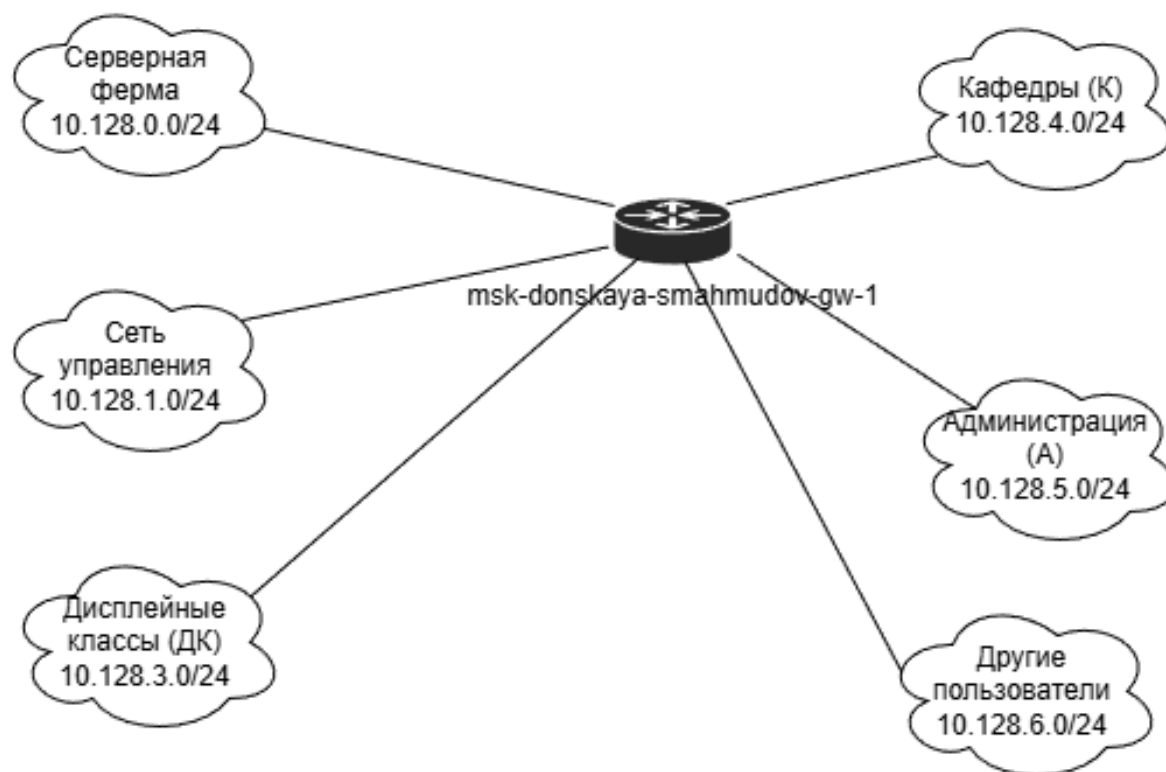 Серверная
ферма
10.128.0.0/24
Кафедры (К)
10.128.4.0/24
msk-donskaya-smahmudov-gw-1
Сеть
управления
10.128.1.0/24
Администрация
(А)
10.128.5.0/24
Дисплейные
классы (ДК)
10.128.3.0/24
Другие
пользователи
10.128.6.0/24